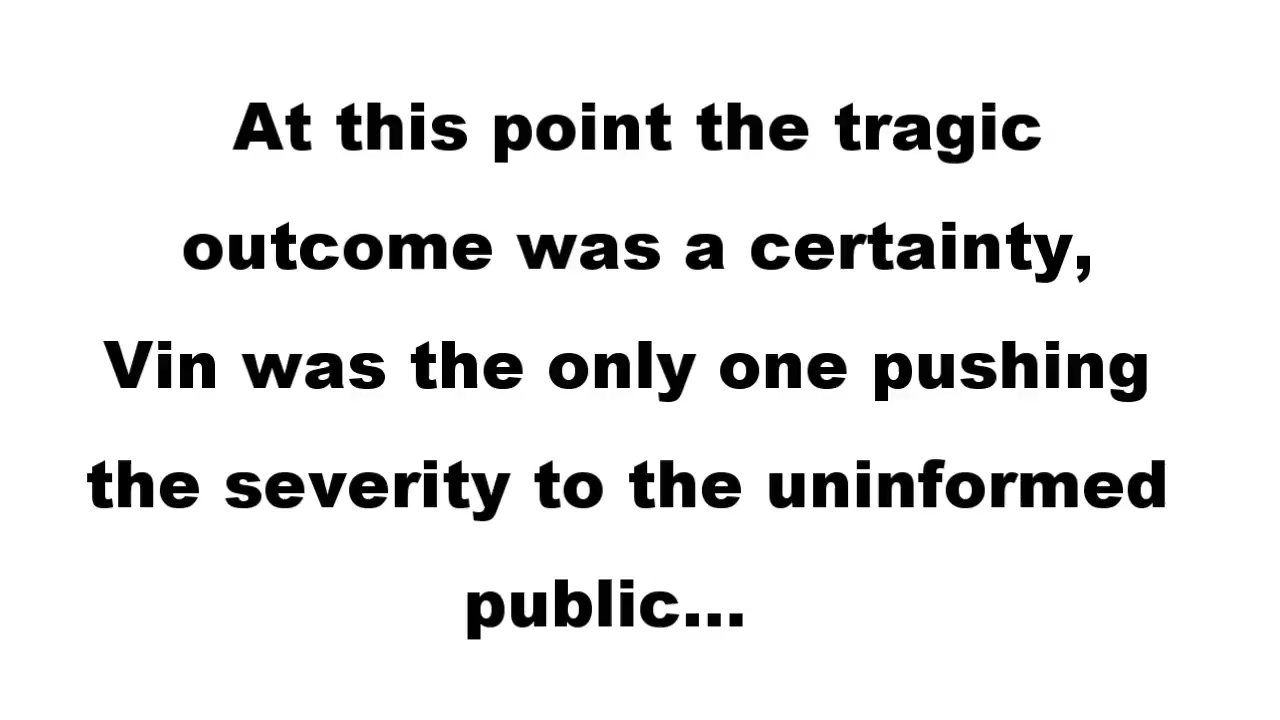 At this point the tragic
outcome was a certainty,
Vin was the only one pushing
the severity to the uninformed
public...